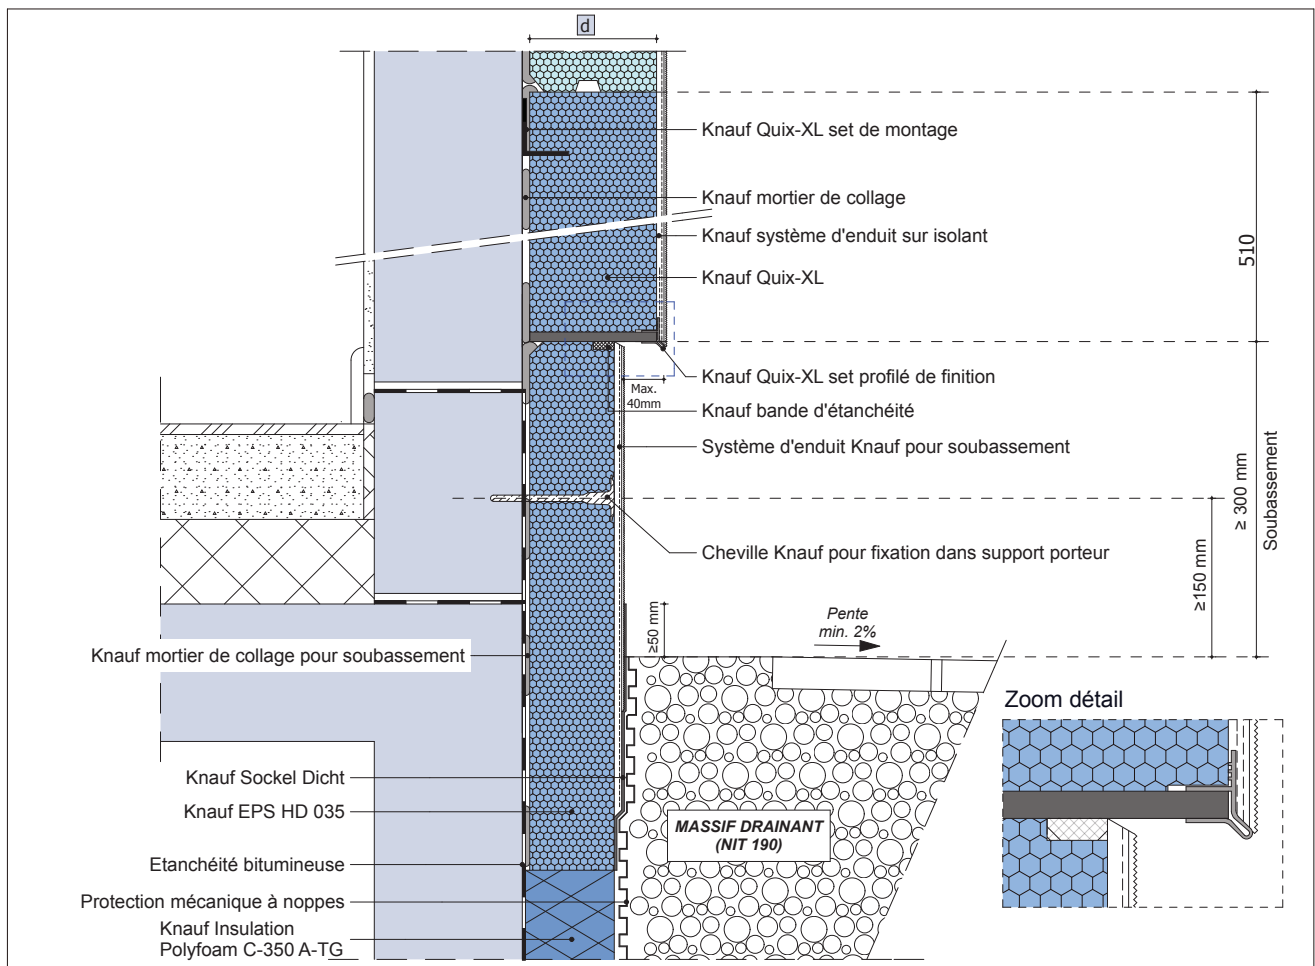 d
Knauf Quix-XL set de montage
Knauf mortier de collage
Knauf système d'enduit sur isolant
Knauf Quix-XL
510
Knauf Quix-XL set profilé de finition
Max.
40mm
Knauf bande d'étanchéité
Système d'enduit Knauf pour soubassement
≥ 300 mm
Soubassement
Cheville Knauf pour fixation dans support porteur
≥150 mm
≥50 mm
Pente
min. 2%
Knauf mortier de collage pour soubassement
Zoom détail
Knauf Sockel Dicht
Knauf EPS HD 035
MASSIF DRAINANT
(NIT 190)
Etanchéité bitumineuse
Protection mécanique à noppes
Knauf Insulation
Polyfoam C-350 A-TG